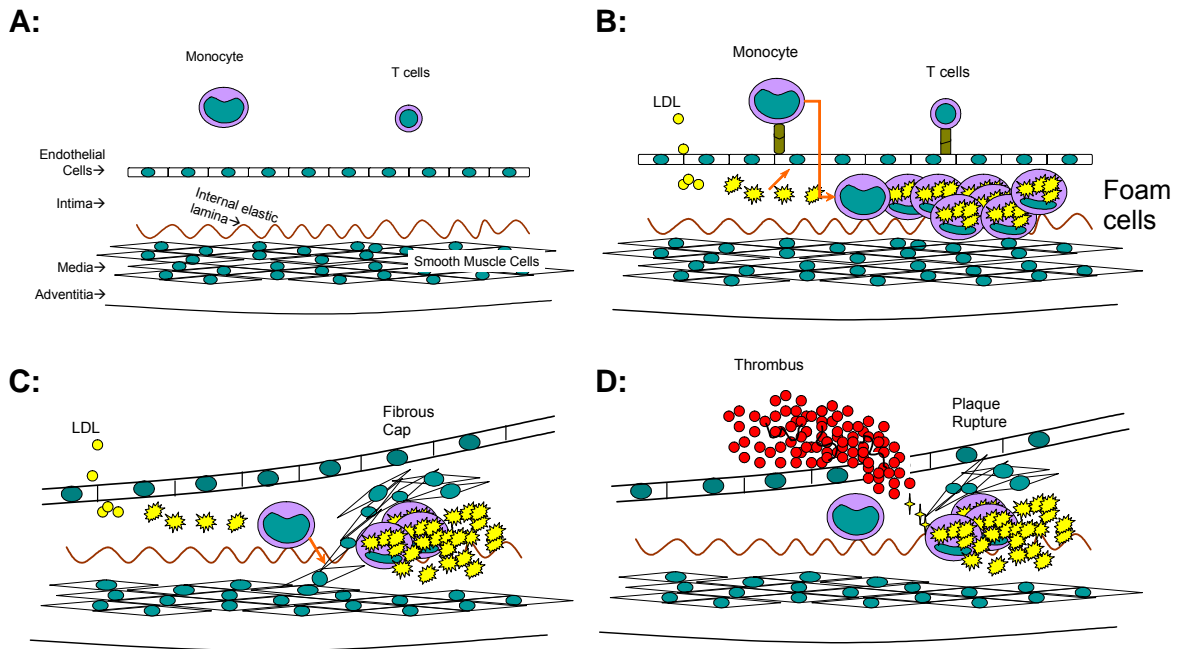 A:
Monocyte
T cells
Endothelial
Cells→
Intima →
Internal elastic
lamina→
Media→
Smooth Muscle Cells
Adventitia→
B:
Monocyte
T cells
LDL
Foam
cells
C:
LDL
Fibrous
Cap
D:
Thrombus
Plaque
Rupture